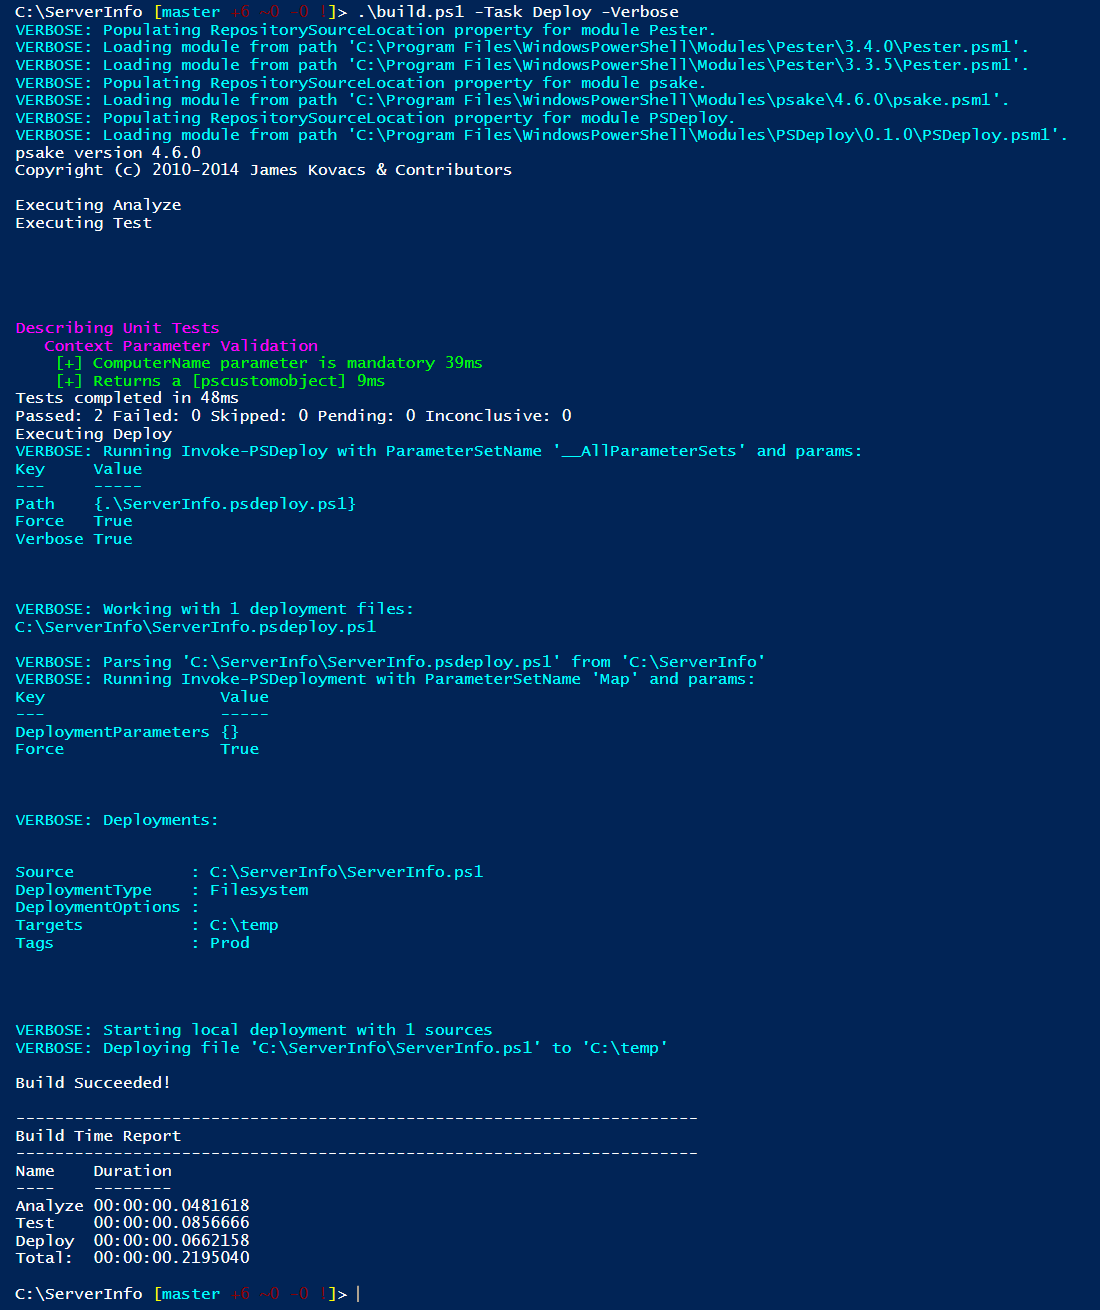 C:\ServerInfo [master +6 ~0 -0 !]> .\build.ps1 -Task Deploy -Verbose
VERBOSE: Populating RepositorySourceLocation property for module Pester.
VERBOSE: Loading module from path 'C:\Program Files\WindowsPowerShell\Modules\Pester\3.4.0\Pester.psm1'.
VERBOSE: Loading module from path 'C:\Program Files\WindowsPowerShell\Modules\Pester\3.3.5\Pester.psm1'.
VERBOSE: Populating RepositorySourceLocation property for module psake.
VERBOSE: Loading module from path 'C:\Program Files\WindowsPowerShell\Modules\psake\4.6.0\psake.psm1'.
VERBOSE: Populating RepositorySourceLocation property for module PSDeploy.
VERBOSE: Loading module from path 'C:\Program Files\WindowsPowerShell\Modules\PSDeploy\0.1.0\PSDeploy.psm1'.
psake version 4.6.0
Copyright (c) 2010-2014 James Kovacs & Contributors

Executing Analyze
Executing Test

Describing Unit Tests
   Context Parameter Validation
    [+] ComputerName parameter is mandatory 39ms
    [+] Returns a [pscustomobject] 9ms
Tests completed in 48ms
Passed: 2 Failed: 0 Skipped: 0 Pending: 0 Inconclusive: 0
Executing Deploy
VERBOSE: Running Invoke-PSDeploy with ParameterSetName '__AllParameterSets' and params:
Key     Value
---     -----
Path    {.\ServerInfo.psdeploy.ps1}
Force   True
Verbose True

VERBOSE: Working with 1 deployment files:
C:\ServerInfo\ServerInfo.psdeploy.ps1

VERBOSE: Parsing 'C:\ServerInfo\ServerInfo.psdeploy.ps1' from 'C:\ServerInfo'
VERBOSE: Running Invoke-PSDeployment with ParameterSetName 'Map' and params:
Key                  Value
---                  -----
DeploymentParameters {}
Force                True

VERBOSE: Deployments:

Source            : C:\ServerInfo\ServerInfo.ps1
DeploymentType    : Filesystem
DeploymentOptions :
Targets           : C:\temp
Tags              : Prod

VERBOSE: Starting local deployment with 1 sources
VERBOSE: Deploying file 'C:\ServerInfo\ServerInfo.ps1' to 'C:\temp'

Build Succeeded!

----------------------------------------------------------------------
Build Time Report
----------------------------------------------------------------------
Name    Duration
----    --------
Analyze 00:00:00.0481618
Test    00:00:00.0856666
Deploy  00:00:00.0662158
Total:  00:00:00.2195040

C:\ServerInfo [master +6 ~0 -0 !]>